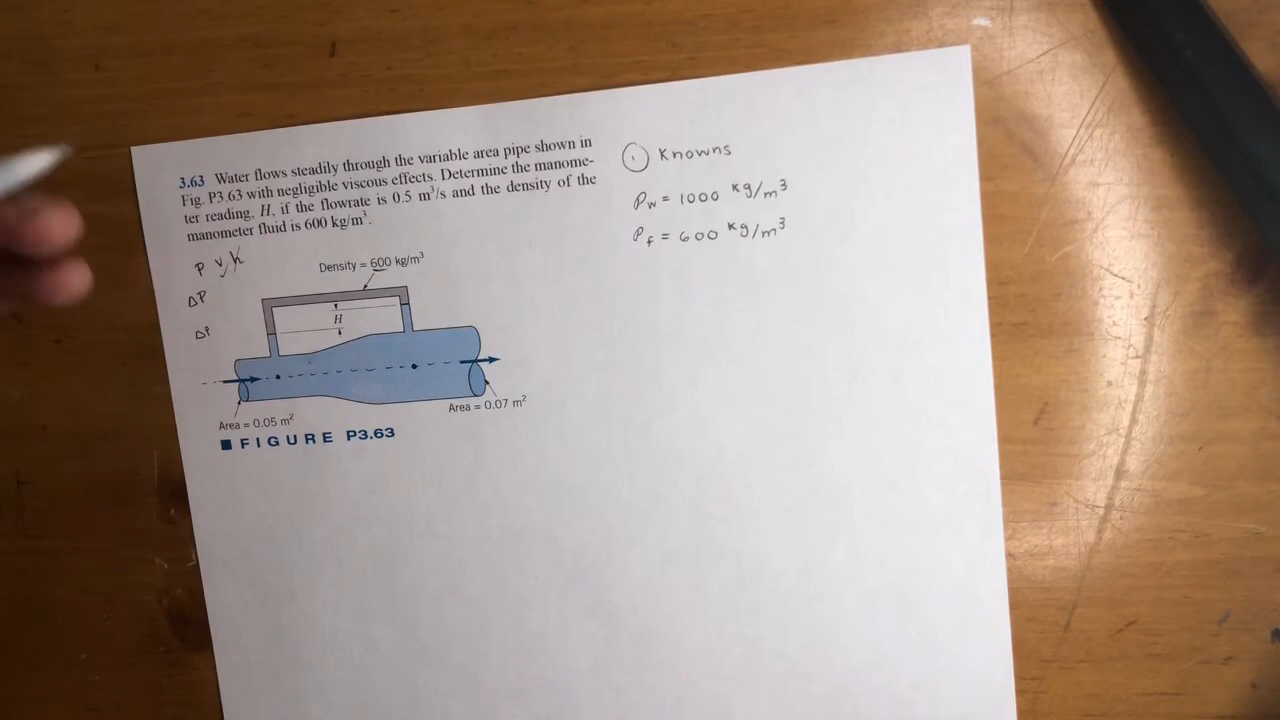 3.63 Water flows steadily through the variable area pipe shown in
Fig. P3.63 with negligible viscous effects. Determine the manome-
ter reading, H, if the flowrate is 0.5 m³/s and the density of the
manometer fluid is 600 kg/m³.
P V
ΔP
ΔP
Density = 600 kg/m³
H
Area = 0.05 m²
Area = 0.07 m²
FIGURE P3.63
① Knowns
ρw = 1000 kg/m³
ρf = 600 kg/m³